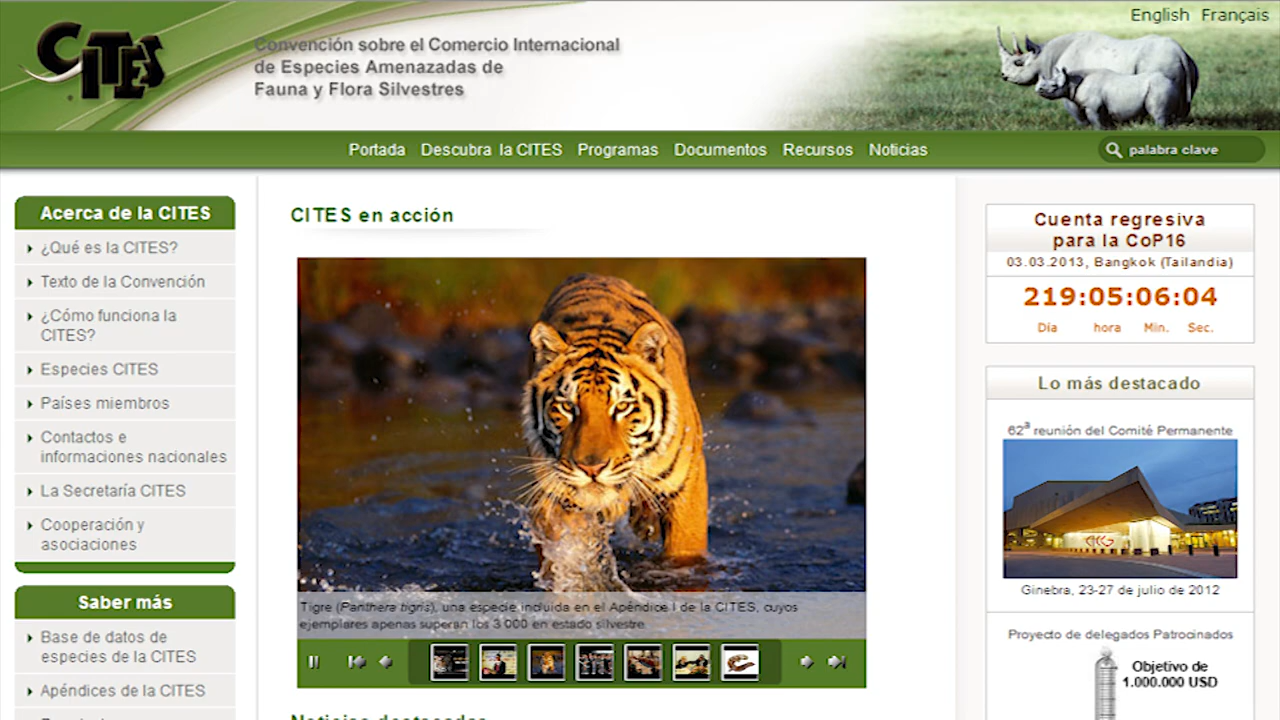 English Français
CITES
Convención sobre el Comercio Internacional
de Especies Amenazadas de
Fauna y Flora Silvestres
Portada Descubra la CITES Programas Documentos Recursos Noticias
palabra clave
Acerca de la CITES
¿Qué es la CITES?
Texto de la Convención
¿Cómo funciona la
CITES?
Especies CITES
Países miembros
Contactos e
informaciones nacionales
La Secretaría CITES
Cooperación y
asociaciones
Saber más
Base de datos de
especies de la CITES
Apéndices de la CITES
CITES en acción
Tigre (Panthera tigris), una especie incluida en el Apéndice I de la CITES, cuyos
ejemplares apenas superan los 3 000 en estado silvestre.
Noticias destacadas
Cuenta regresiva
para la CoP16
03.03.2013, Bangkok (Tailandia)
219:05:06:04
Día hora Min. Sec.
Lo más destacado
62ª reunión del Comité Permanente
CICG
Ginebra, 23-27 de julio de 2012
Proyecto de delegados Patrocinados
Objetivo de
1.000.000 USD